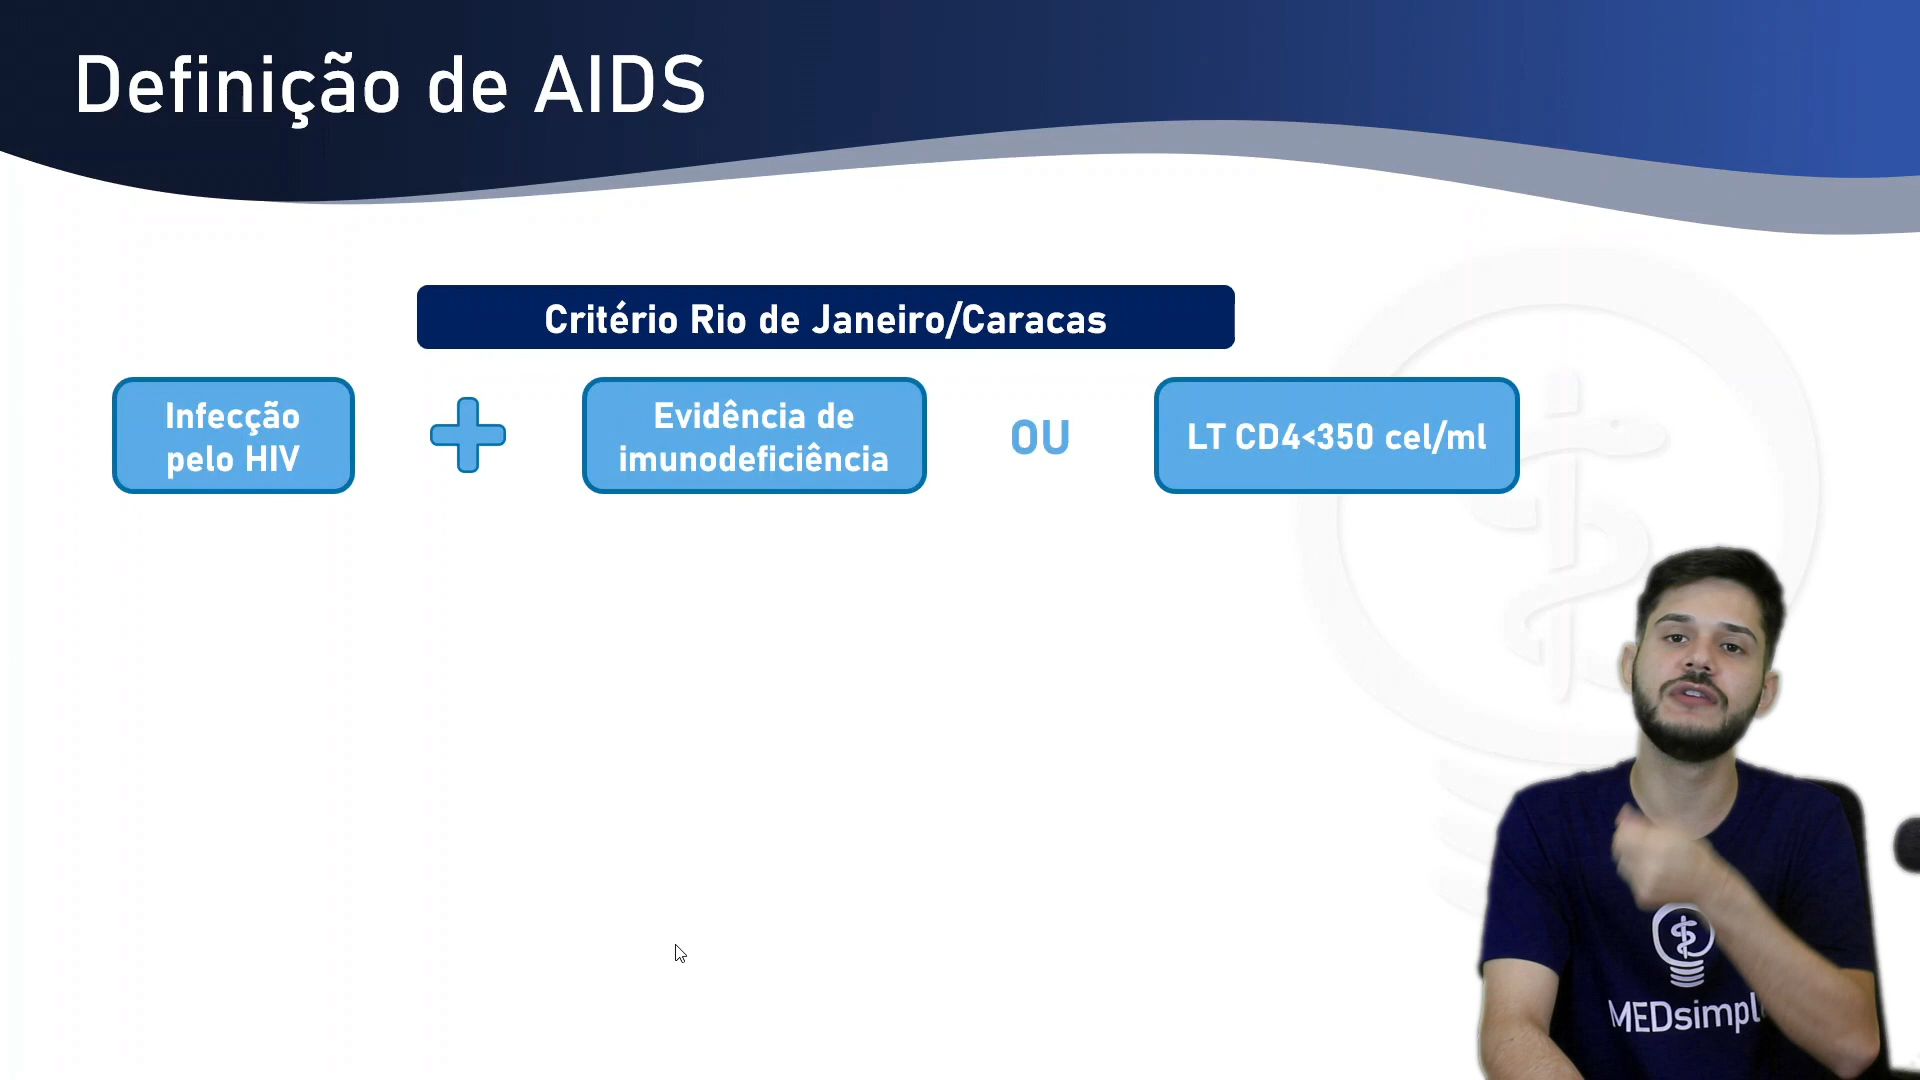 Definição de AIDS
Critério Rio de Janeiro/Caracas
Infecção
pelo HIV
Evidência de
imunodeficiência
OU
LT CD4<350 cel/ml